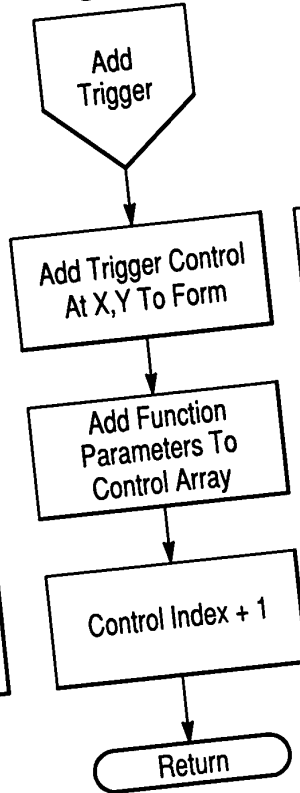 Add
Trigger
Add Trigger Control
At X,Y To Form
Add Function
Parameters To
Control Array
Control Index + 1
Return